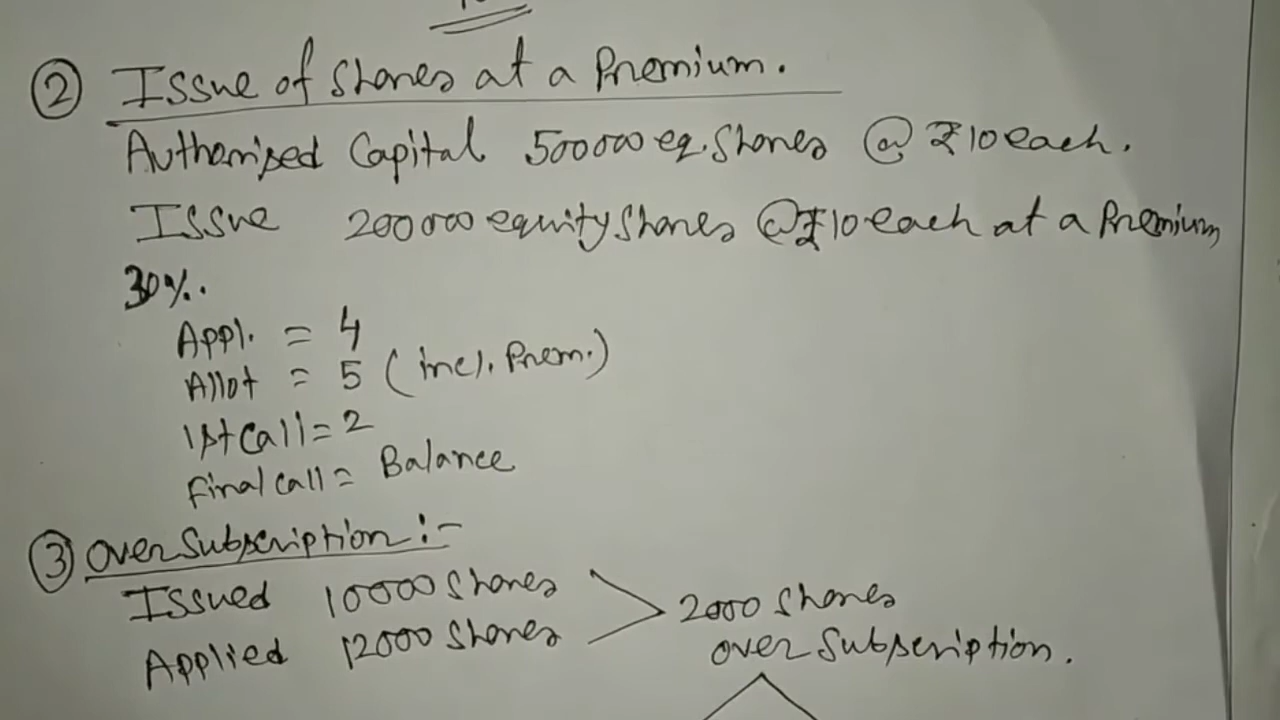 ② Issue of Shares at a Premium.
Authorised Capital 500000 eq. Shares @ ₹10 each.
Issue 200000 equity Shares @ ₹10 each at a Premium
30%.
Appl. = 4
Allot = 5 (incl. Prem.)
1st Call = 2
Final call = Balance
③ Over Subscription :-
Issued 10000 Shares
Applied 12000 Shares
2000 Shares
over Subscription.